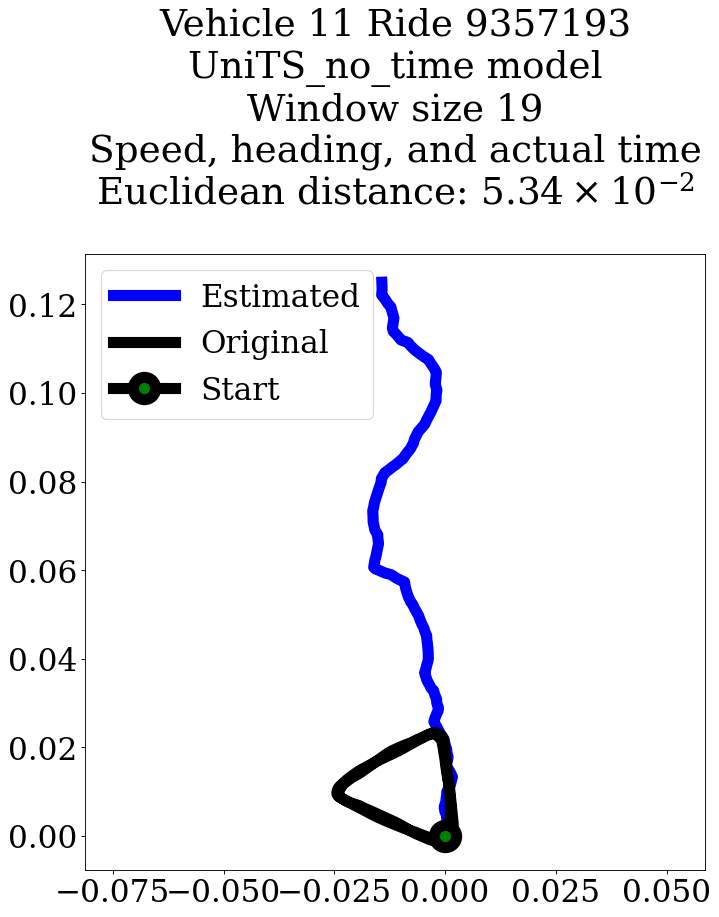 Vehicle 11 Ride 9357193
UniTS_no_time model
Window size 19
Speed, heading, and actual time
Euclidean distance: 5.34 × 10⁻²
Estimated
Original
Start
0.12
0.10
0.08
0.06
0.04
0.02
0.00
−0.075 −0.050 −0.025 0.000 0.025 0.050